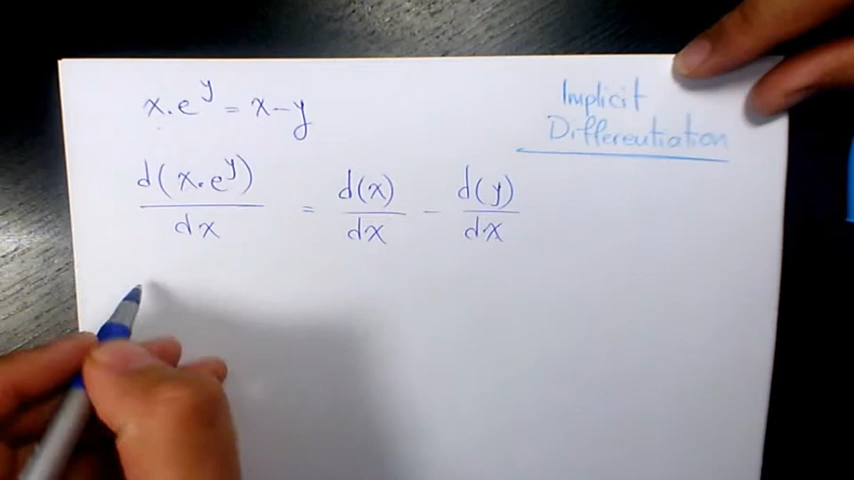 x.e^y = x-y
Implicit
Differentiation
d(x.e^y)/dx = d(x)/dx - d(y)/dx